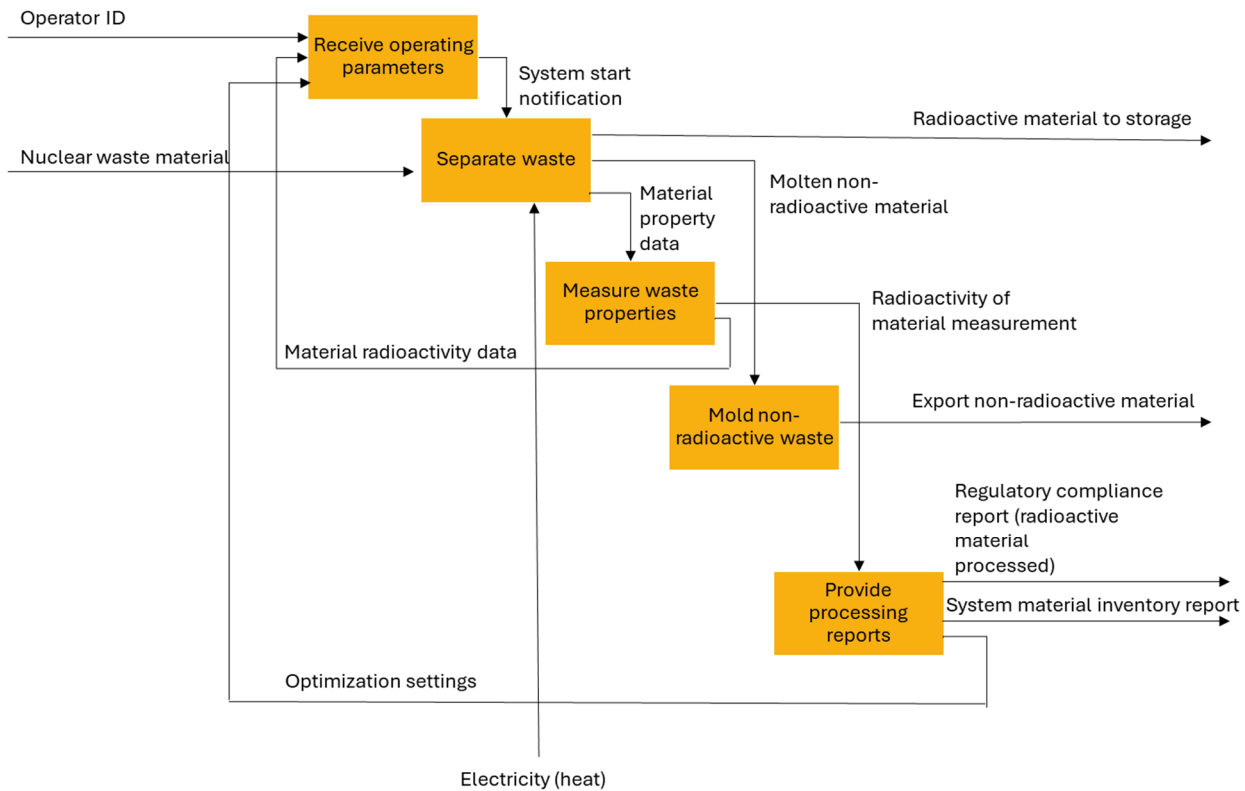 Operator ID
Receive operating
parameters
System start
notification
Radioactive material to storage
Nuclear waste material
Separate waste
Molten non-
radioactive material
Material
property
data
Measure waste
properties
Radioactivity of
material measurement
Material radioactivity data
Mold non-
radioactive waste
Export non-radioactive material
Regulatory compliance
report (radioactive
material
processed)
Provide
processing
reports
System material inventory report
Optimization settings
Electricity (heat)